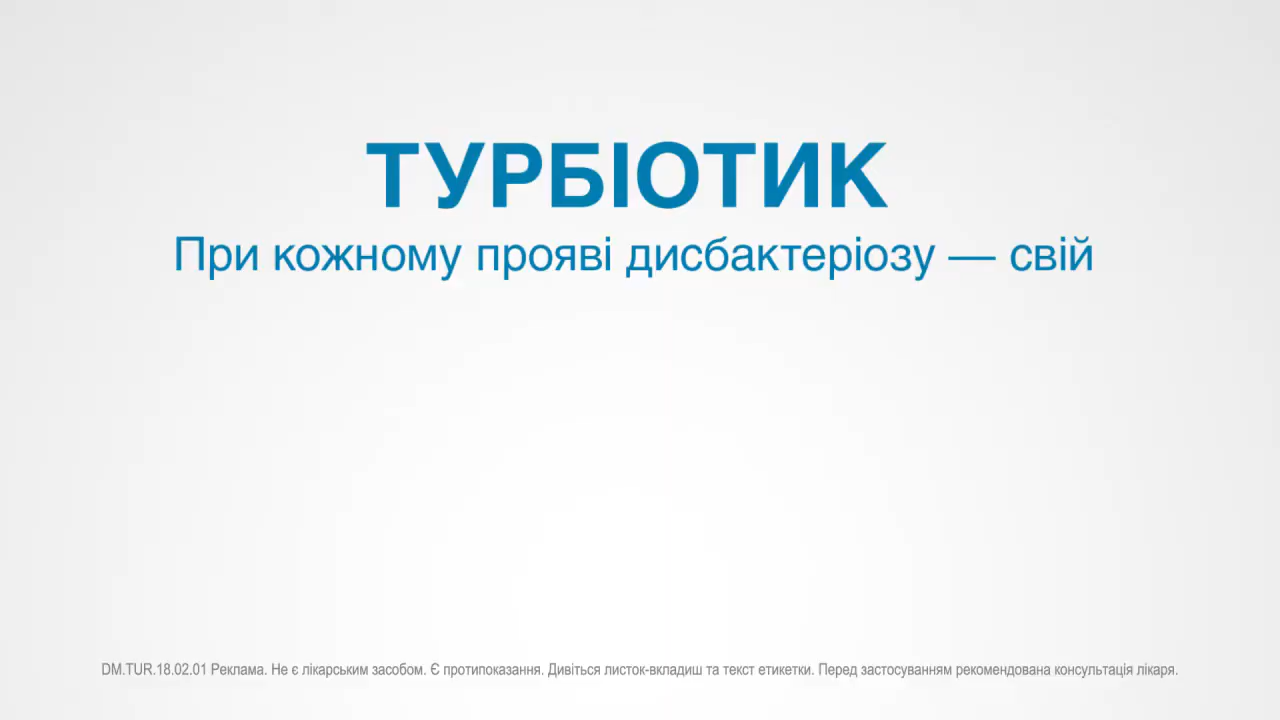 ТУРБІОТИК
При кожному прояві дисбактеріозу — свій
DM.TUR.18.02.01 Реклама. Не є лікарським засобом. Є протипоказання. Дивіться листок-вкладиш та текст етикетки. Перед застосуванням рекомендована консультація лікаря.